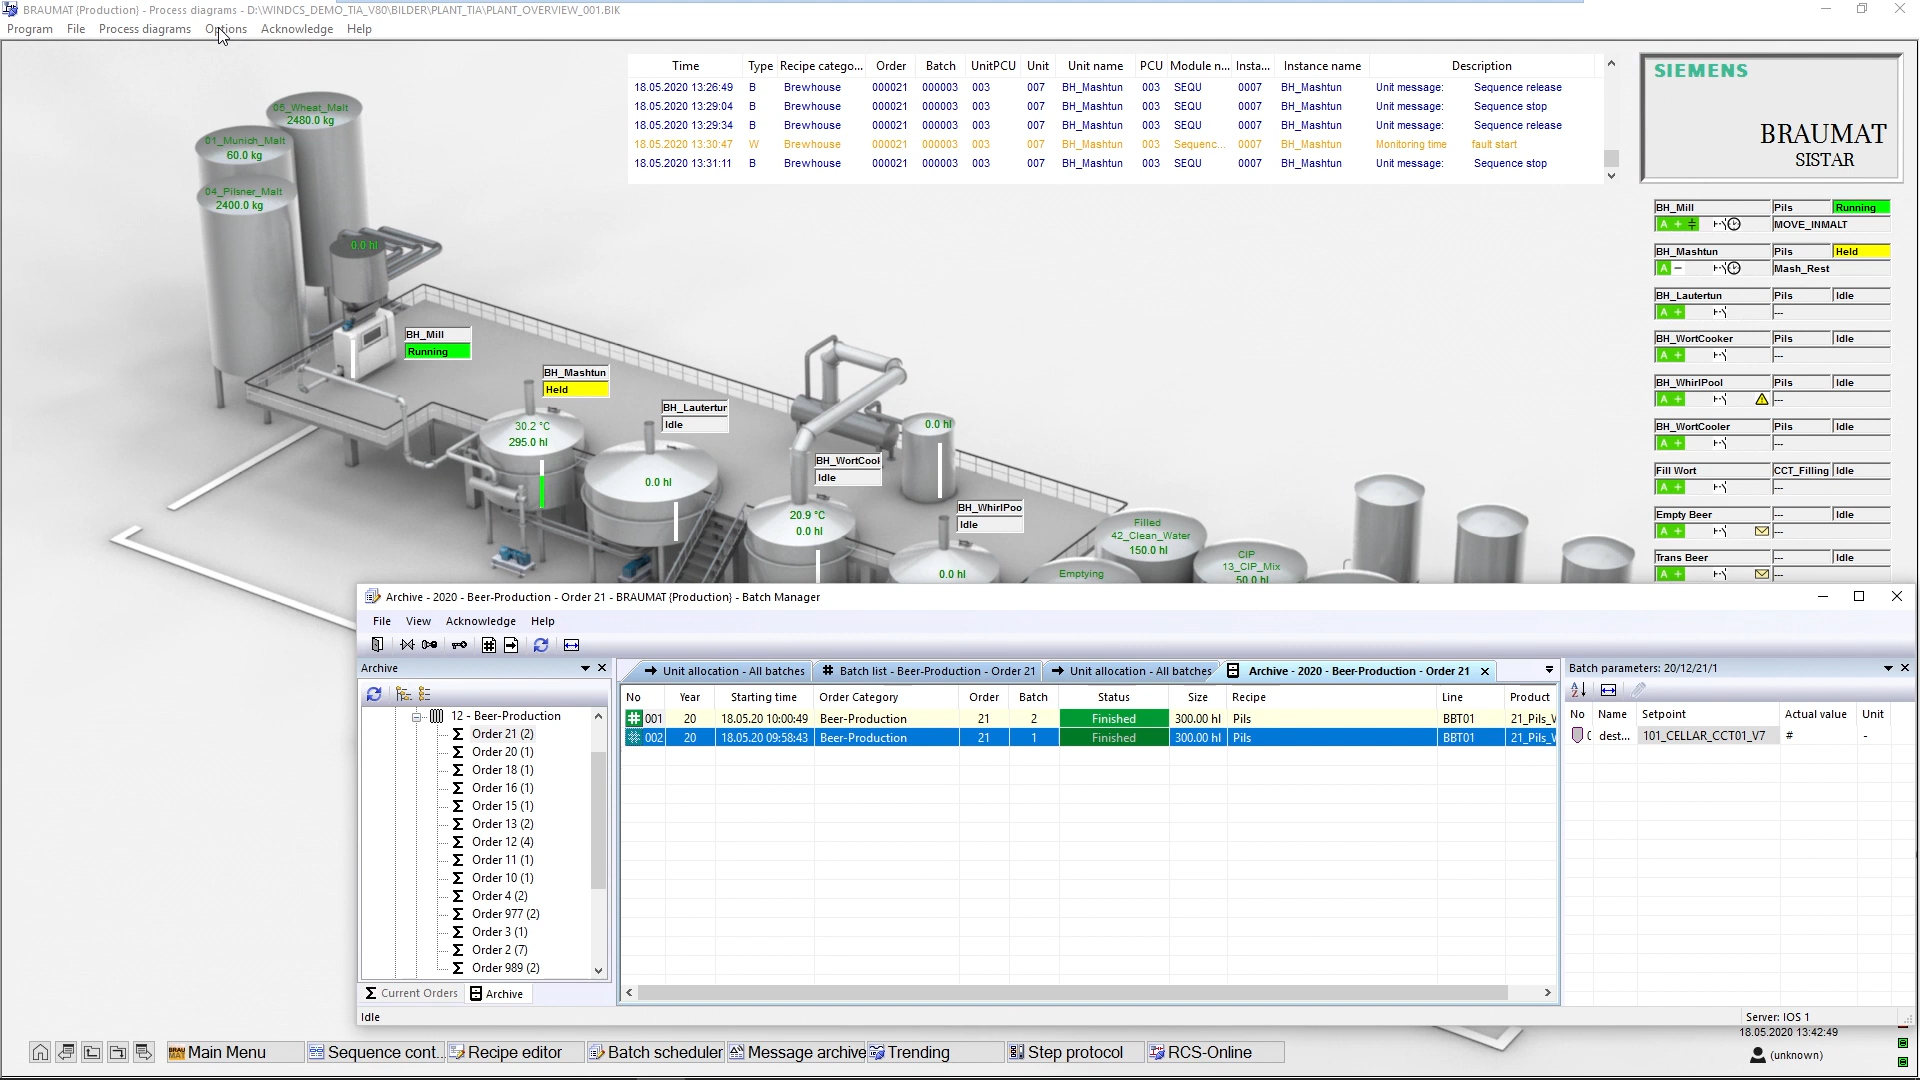 BRAUMAT {Production} - Process diagrams - D:\WINDCS_DEMO_TIA_V80\BILDER\PLANT_TIA\PLANT_OVERVIEW_001.BIK
Program File Process diagrams Options Acknowledge Help
Time Type Recipe catego... Order Batch UnitPCU Unit Unit name PCU Module n... Insta... Instance name Description
18.05.2020 13:26:49 B Brewhouse 000021 000003 003 007 BH_Mashtun 003 SEQU 0007 BH_Mashtun Unit message: Sequence release
18.05.2020 13:29:04 B Brewhouse 000021 000003 003 007 BH_Mashtun 003 SEQU 0007 BH_Mashtun Unit message: Sequence stop
18.05.2020 13:29:34 B Brewhouse 000021 000003 003 007 BH_Mashtun 003 SEQU 0007 BH_Mashtun Unit message: Sequence release
18.05.2020 13:30:47 W Brewhouse 000021 000003 003 007 BH_Mashtun 003 Sequenc... 0007 BH_Mashtun Monitoring time fault start
18.05.2020 13:31:11 B Brewhouse 000021 000003 003 007 BH_Mashtun 003 SEQU 0007 BH_Mashtun Unit message: Sequence stop
SIEMENS
BRAUMAT
SISTAR
05_Wheat_Malt
2480.0 kg
01_Munich_Malt
60.0 kg
04_Pilsner_Malt
2400.0 kg
0.0 hl
BH_Mill
Running
BH_Mashtun
Held
30.2 °C
295.0 hl
BH_Lautertur
Idle
0.0 hl
0.0 hl
BH_WortCool
Idle
20.9 °C
0.0 hl
BH_WhirlPoo
Idle
0.0 hl
Emptying
Filled
42_Clean_Water
150.0 hl
CIP
13_CIP_Mix
50.0 hl
BH_Mill Pils Running
A + MOVE_INMALT
BH_Mashtun Pils Held
A - Mash_Rest
BH_Lautertun Pils Idle
A + ---
BH_WortCooker Pils Idle
A + ---
BH_WhirlPool Pils Idle
A + ---
BH_WortCooler Pils Idle
A + ---
Fill Wort CCT_Filling Idle
A + ---
Empty Beer --- Idle
A + ---
Trans Beer --- Idle
A + ---
Archive - 2020 - Beer-Production - Order 21 - BRAUMAT {Production} - Batch Manager
File View Acknowledge Help
Archive
12 - Beer-Production
Order 21 (2)
Order 20 (1)
Order 18 (1)
Order 16 (1)
Order 15 (1)
Order 13 (2)
Order 12 (4)
Order 11 (1)
Order 10 (1)
Order 4 (2)
Order 977 (2)
Order 3 (1)
Order 2 (7)
Order 989 (2)
Current Orders Archive
Unit allocation - All batches Batch list - Beer-Production - Order 21 Unit allocation - All batches Archive - 2020 - Beer-Production - Order 21
No Year Starting time Order Category Order Batch Status Size Recipe Line Product
001 20 18.05.20 10:00:49 Beer-Production 21 2 Finished 300.00 hl Pils BBT01 21_Pils_V
002 20 18.05.20 09:58:43 Beer-Production 21 1 Finished 300.00 hl Pils BBT01 21_Pils_V
Batch parameters: 20/12/21/1
No Name Setpoint Actual value Unit
dest... 101_CELLAR_CCT01_V7 # -
Idle
Server: IOS 1
18.05.2020 13:42:49
(unknown)
BRAU MAT Main Menu Sequence cont... Recipe editor Batch scheduler Message archive Trending Step protocol RCS-Online